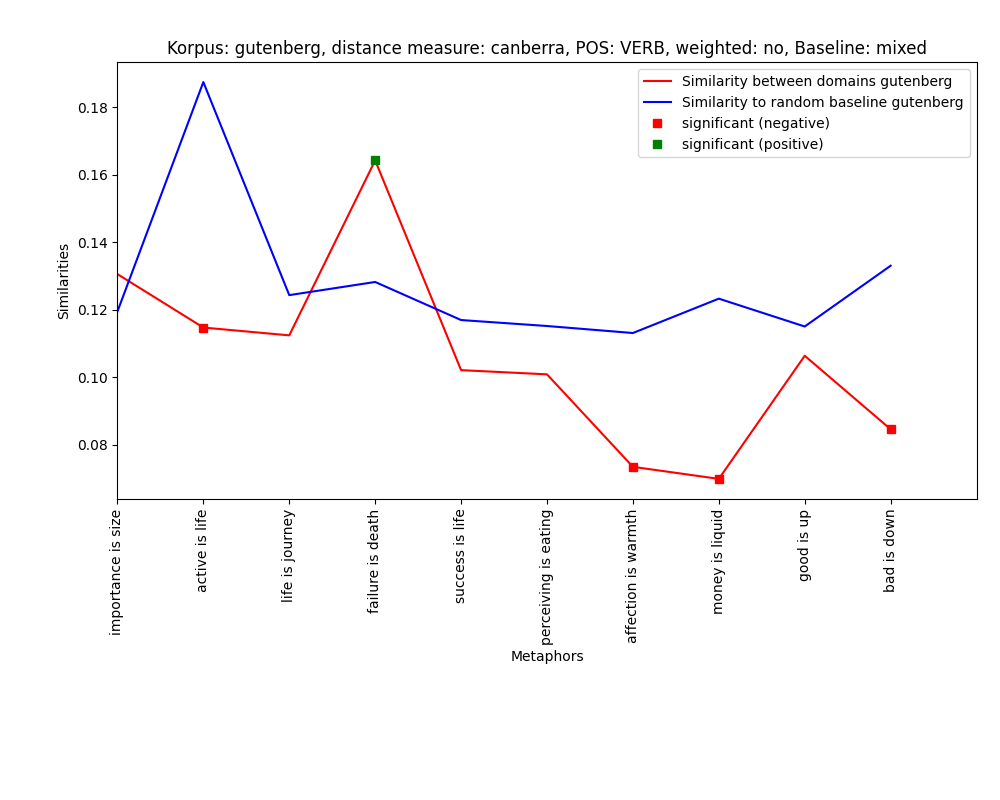 Korpus: gutenberg, distance measure: canberra, POS: VERB, weighted: no, Baseline: mixed
Similarity between domains gutenberg
Similarity to random baseline gutenberg
significant (negative)
significant (positive)
Similarities
0.18
0.16
0.14
0.12
0.10
0.08
importance is size
active is life
life is journey
failure is death
success is life
perceiving is eating
affection is warmth
money is liquid
good is up
bad is down
Metaphors